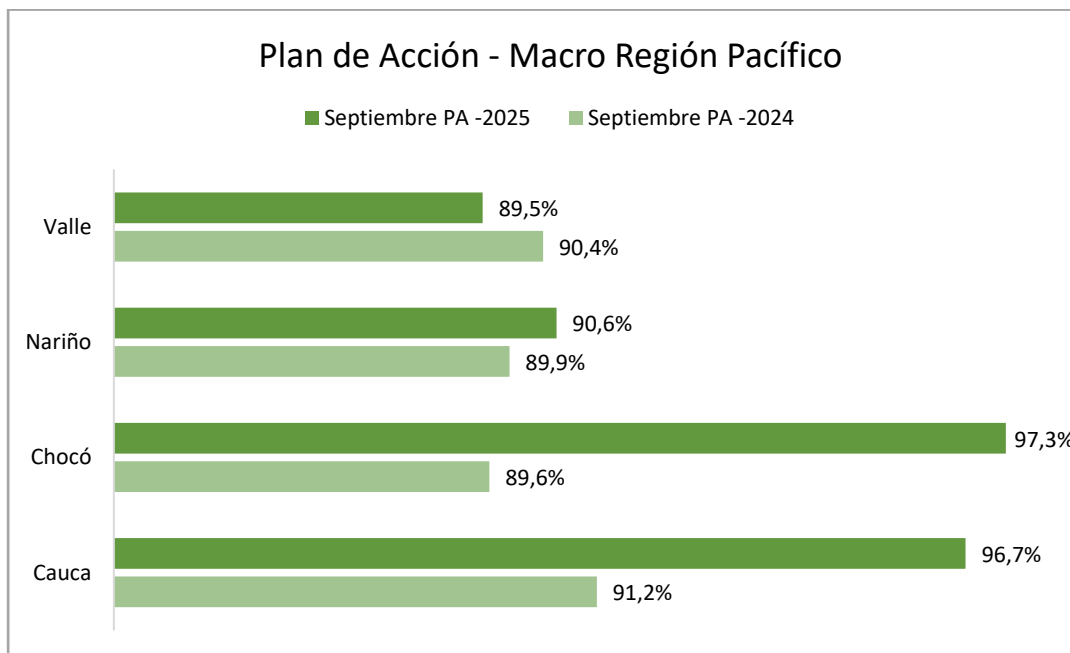 Plan de Acción - Macro Región Pacífico
Septiembre PA -2025 Septiembre PA -2024
Valle 89,5%
90,4%
Nariño 90,6%
89,9%
Chocó 97,3%
89,6%
Cauca 96,7%
91,2%